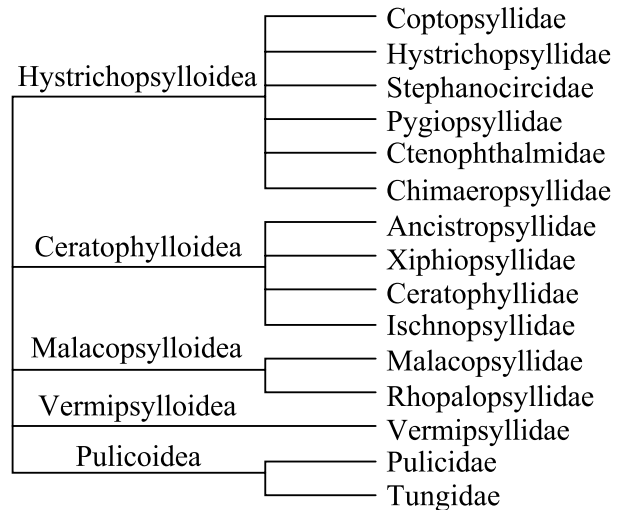 Coptopsyllidae
Hystrichopsyllidae
Hystrichopsylloidea
Stephanocircidae
Pygiopsyllidae
Ctenophthalmidae
Chimaeropsyllidae
Ancistropsyllidae
Ceratophylloidea
Xiphiopsyllidae
Ceratophyllidae
Ischnopsyllidae
Malacopsylloidea
Malacopsyllidae
Rhopalopsyllidae
Vermipsylloidea
Vermipsyllidae
Pulicoidea
Pulicidae
Tungidae